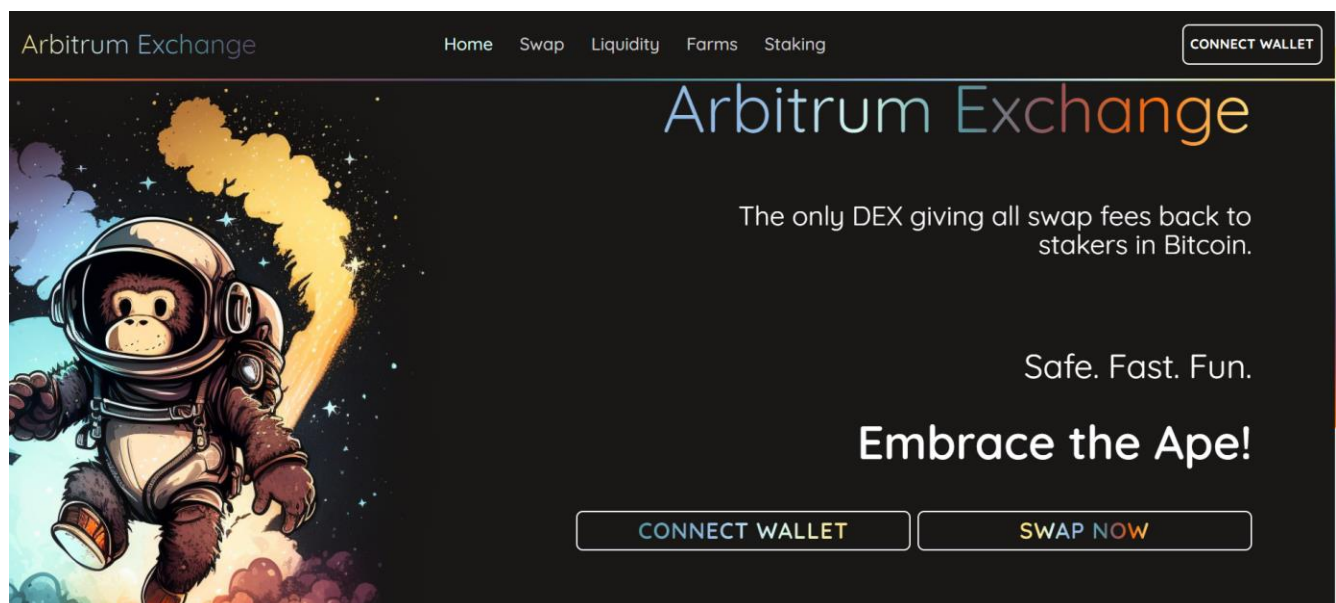 Arbitrum Exchange
Home Swap Liquidity Farms Staking
CONNECT WALLET
Arbitrum Exchange
The only DEX giving all swap fees back to
stakers in Bitcoin.
Safe. Fast. Fun.
Embrace the Ape!
CONNECT WALLET
SWAP NOW